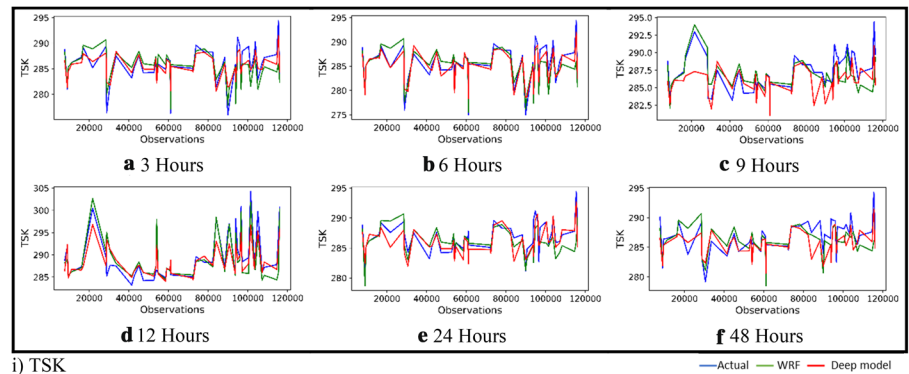 295
290
285
280
TSK
20000 40000 60000 80000 100000 120000
Observations
a 3 Hours
295
290
285
280
275
TSK
20000 40000 60000 80000 100000 120000
Observations
b 6 Hours
295.0
292.5
290.0
287.5
285.0
282.5
TSK
20000 40000 60000 80000 100000 120000
Observations
c 9 Hours
305
300
295
290
285
TSK
20000 40000 60000 80000 100000 120000
Observations
d 12 Hours
295
290
285
280
TSK
20000 40000 60000 80000 100000 120000
Observations
e 24 Hours
295
290
285
280
TSK
20000 40000 60000 80000 100000 120000
Observations
f 48 Hours
i) TSK
Actual WRF Deep model